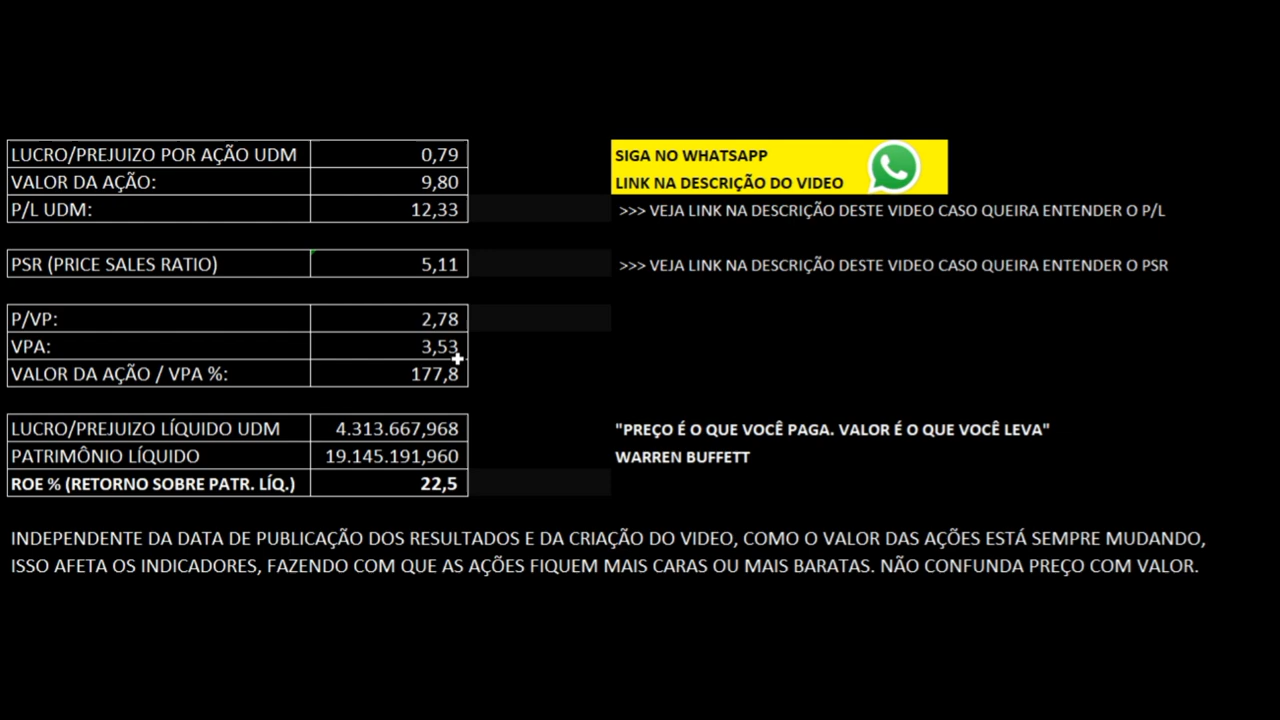 LUCRO/PREJUIZO POR AÇÃO UDM 0,79
SIGA NO WHATSAPP
VALOR DA AÇÃO: 9,80
LINK NA DESCRIÇÃO DO VIDEO
P/L UDM: 12,33
>>> VEJA LINK NA DESCRIÇÃO DESTE VIDEO CASO QUEIRA ENTENDER O P/L
PSR (PRICE SALES RATIO) 5,11
>>> VEJA LINK NA DESCRIÇÃO DESTE VIDEO CASO QUEIRA ENTENDER O PSR
P/VP: 2,78
VPA: 3,53
VALOR DA AÇÃO / VPA %: 177,8
LUCRO/PREJUIZO LÍQUIDO UDM 4.313.667,968
"PREÇO É O QUE VOCÊ PAGA. VALOR É O QUE VOCÊ LEVA"
PATRIMÔNIO LÍQUIDO 19.145.191,960
WARREN BUFFETT
ROE % (RETORNO SOBRE PATR. LÍQ.) 22,5
INDEPENDENTE DA DATA DE PUBLICAÇÃO DOS RESULTADOS E DA CRIAÇÃO DO VIDEO, COMO O VALOR DAS AÇÕES ESTÁ SEMPRE MUDANDO,
ISSO AFETA OS INDICADORES, FAZENDO COM QUE AS AÇÕES FIQUEM MAIS CARAS OU MAIS BARATAS. NÃO CONFUNDA PREÇO COM VALOR.